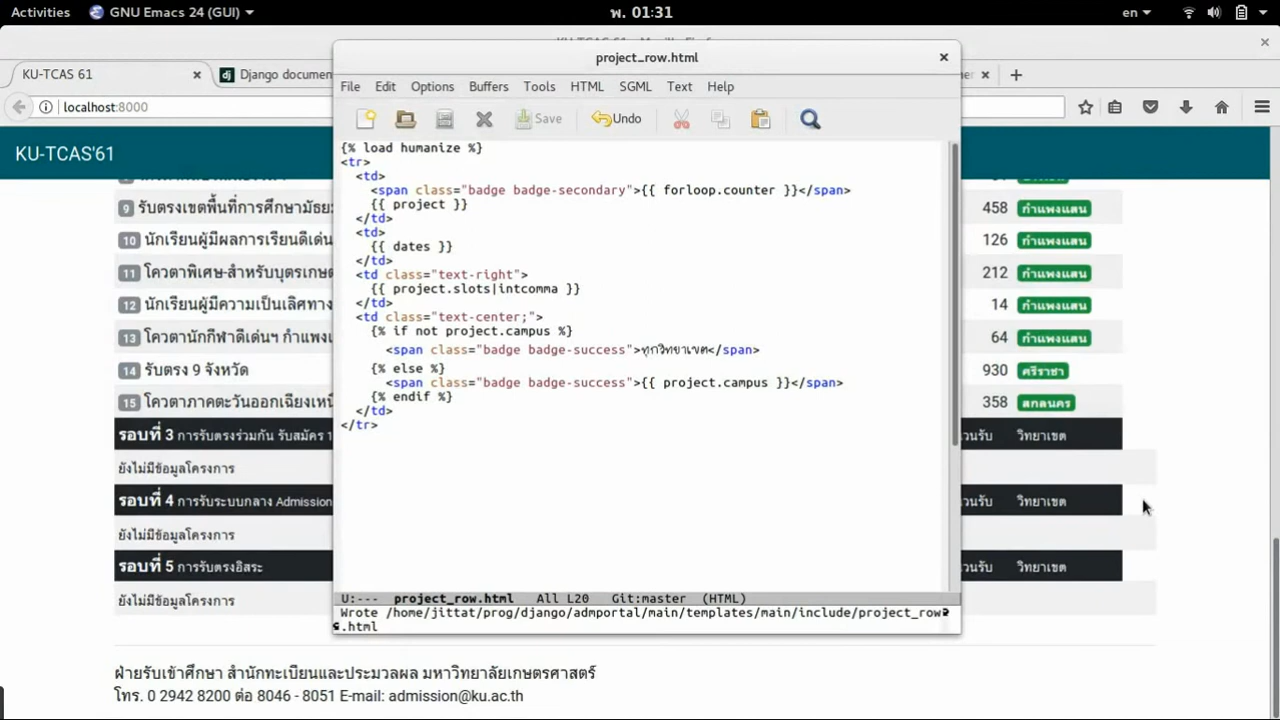 Activities GNU Emacs 24 (GUI) พ. 01:31 en
KU-TCAS 61 Django documen
localhost:8000
KU-TCAS'61
project_row.html
File Edit Options Buffers Tools HTML SGML Text Help
Save Undo
{% load humanize %}
<tr>
<td>
<span class="badge badge-secondary">{{ forloop.counter }}</span>
{{ project }}
</td>
<td>
{{ dates }}
</td>
<td class="text-right">
{{ project.slots|intcomma }}
</td>
<td class="text-center;">
{% if not project.campus %}
<span class="badge badge-success">ทุกวิทยาเขต</span>
{% else %}
<span class="badge badge-success">{{ project.campus }}</span>
{% endif %}
</td>
</tr>
U:--- project_row.html All L20 Git:master (HTML)
Wrote /home/jittat/prog/django/admportal/main/templates/main/include/project_row
.html
9 รับตรงเขตพื้นที่การศึกษามัธย 458 กำแพงแสน
10 นักเรียนผู้มีผลการเรียนดีเด่น 126 กำแพงแสน
11 โควตาพิเศษ-สำหรับบุตรเกษต 212 กำแพงแสน
12 นักเรียนผู้มีความเป็นเลิศทาง 14 กำแพงแสน
13 โควตานักกีฬาดีเด่นฯ กำแพงแ 64 กำแพงแสน
14 รับตรง 9 จังหวัด 930 ศรีราชา
15 โควตาภาคตะวันออกเฉียงเหนื 358 สกลนคร
รอบที่ 3 การรับตรงร่วมกัน รับสมัคร 1 วนรับ วิทยาเขต
ยังไม่มีข้อมูลโครงการ
รอบที่ 4 การรับระบบกลาง Admission วนรับ วิทยาเขต
ยังไม่มีข้อมูลโครงการ
รอบที่ 5 การรับตรงอิสระ วนรับ วิทยาเขต
ยังไม่มีข้อมูลโครงการ
ฝ่ายรับเข้าศึกษา สำนักทะเบียนและประมวลผล มหาวิทยาลัยเกษตรศาสตร์
โทร. 0 2942 8200 ต่อ 8046 - 8051 E-mail: admission@ku.ac.th